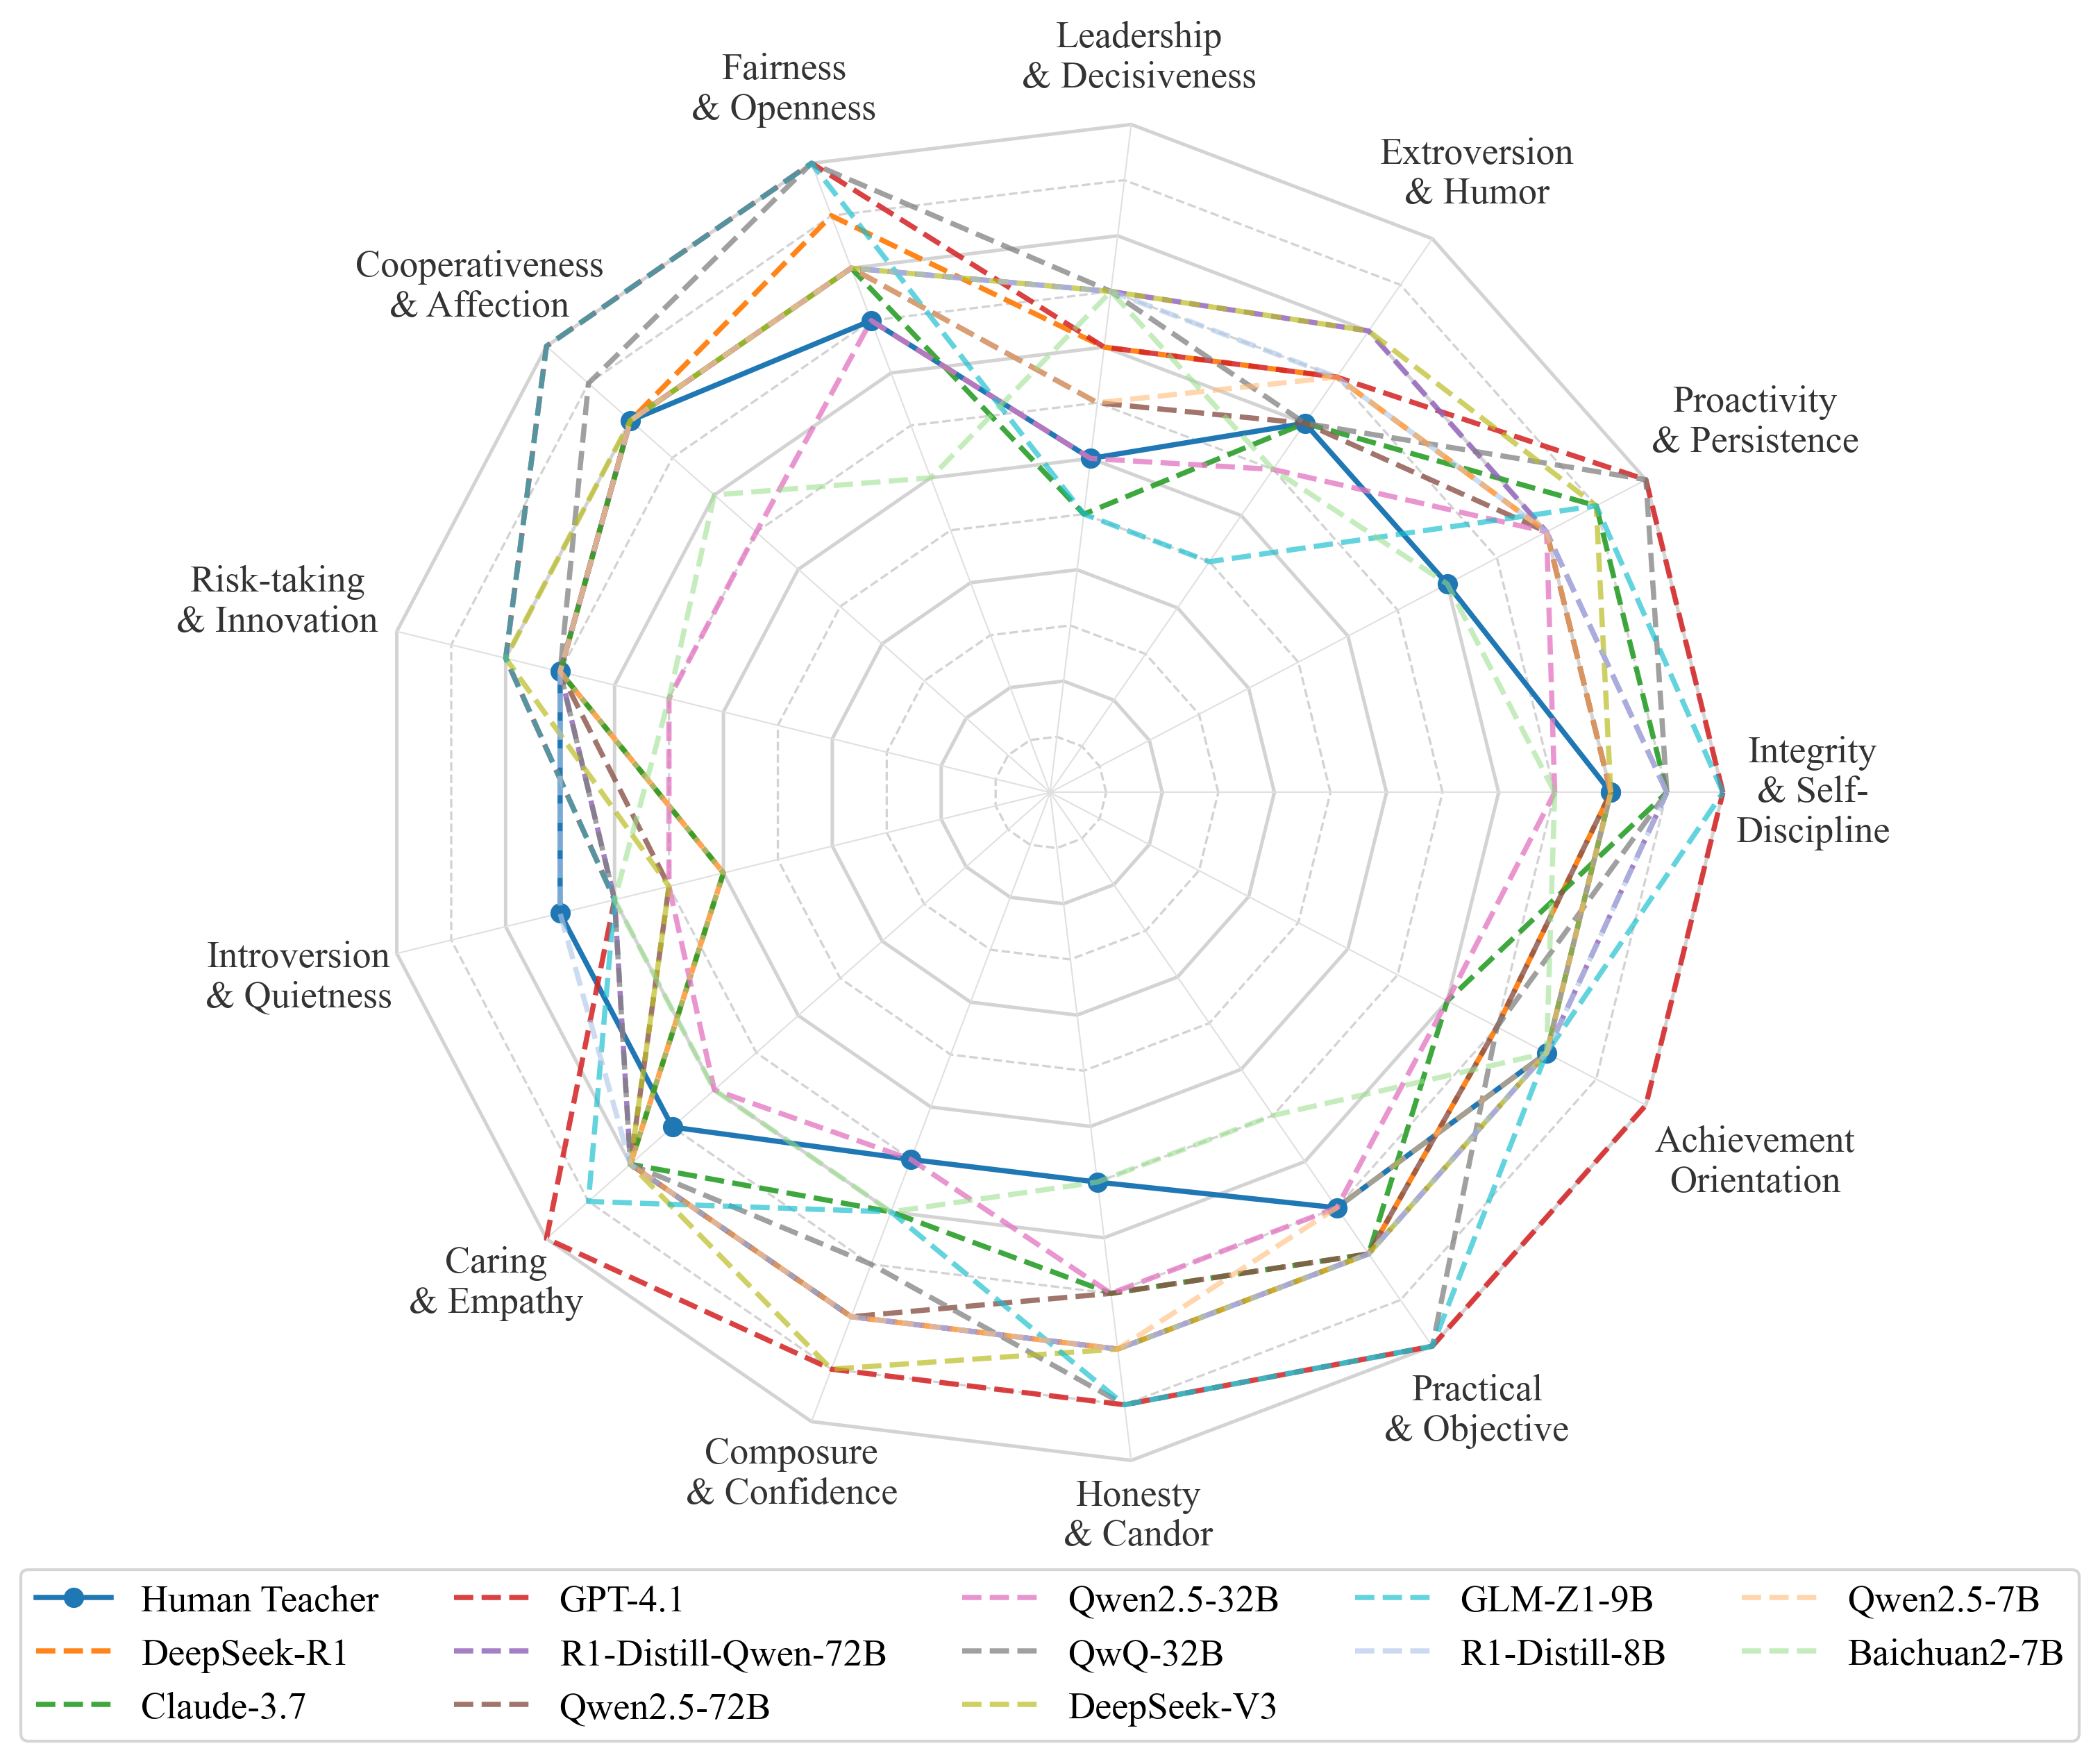 Leadership
& Decisiveness
Fairness
& Openness
Extroversion
& Humor
Cooperativeness
& Affection
Proactivity
& Persistence
Risk-taking
& Innovation
Integrity
& Self-
Discipline
Introversion
& Quietness
Achievement
Orientation
Caring
& Empathy
Practical
& Objective
Composure
& Confidence
Honesty
& Candor
Human Teacher
DeepSeek-R1
Claude-3.7
GPT-4.1
R1-Distill-Qwen-72B
Qwen2.5-72B
Qwen2.5-32B
QwQ-32B
DeepSeek-V3
GLM-Z1-9B
R1-Distill-8B
Qwen2.5-7B
Baichuan2-7B